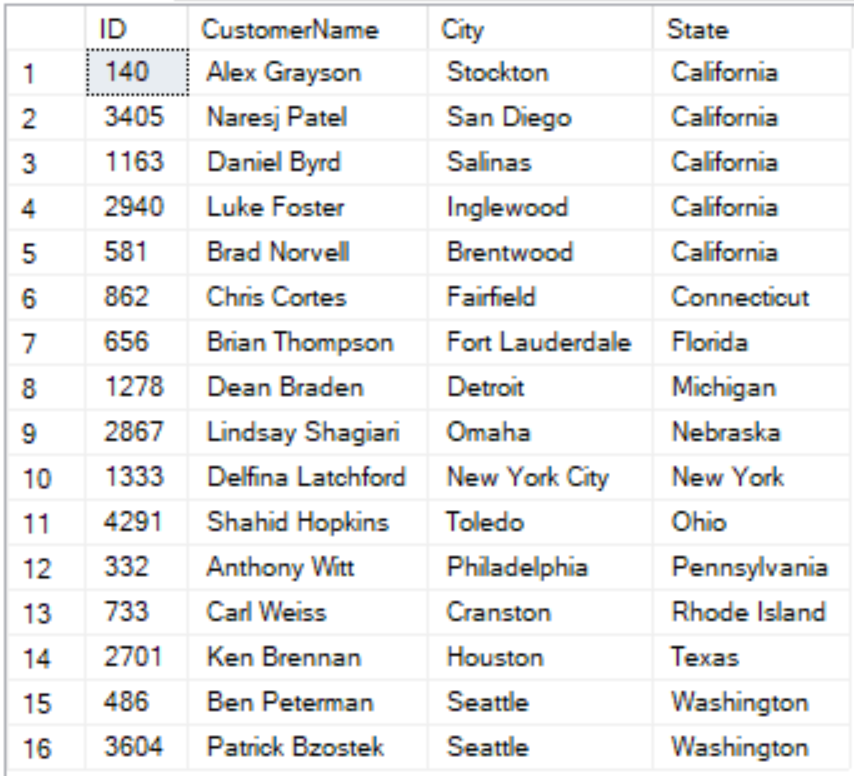 ID CustomerName City State
1 140 Alex Grayson Stockton California
2 3405 Naresj Patel San Diego California
3 1163 Daniel Byrd Salinas California
4 2940 Luke Foster Inglewood California
5 581 Brad Norvell Brentwood California
6 862 Chris Cortes Fairfield Connecticut
7 656 Brian Thompson Fort Lauderdale Florida
8 1278 Dean Braden Detroit Michigan
9 2867 Lindsay Shagiari Omaha Nebraska
10 1333 Delfina Latchford New York City New York
11 4291 Shahid Hopkins Toledo Ohio
12 332 Anthony Witt Philadelphia Pennsylvania
13 733 Carl Weiss Cranston Rhode Island
14 2701 Ken Brennan Houston Texas
15 486 Ben Peterman Seattle Washington
16 3604 Patrick Bzostek Seattle Washington